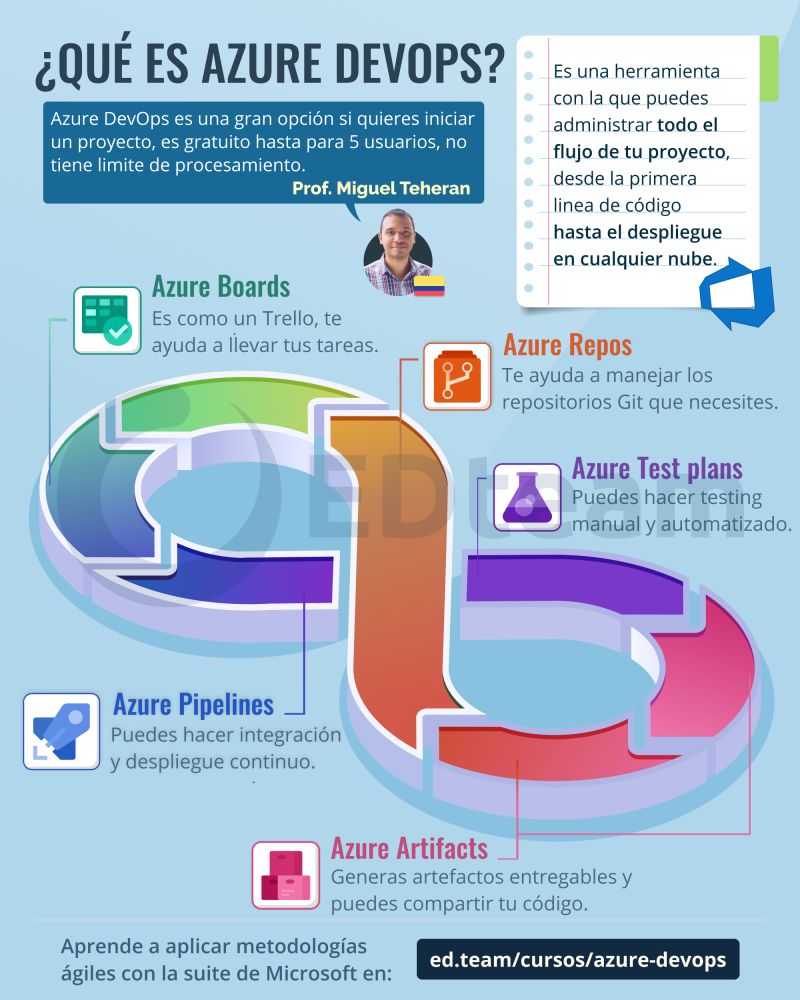 ¿QUÉ ES AZURE DEVOPS?
Azure DevOps es una gran opción si quieres iniciar
un proyecto, es gratuito hasta para 5 usuarios, no
tiene limite de procesamiento.
Prof. Miguel Teheran
Es una herramienta
con la que puedes
administrar todo el
flujo de tu proyecto,
desde la primera
linea de código
hasta el despliegue
en cualquier nube.
Azure Boards
Es como un Trello, te
ayuda a llevar tus tareas.
Azure Repos
Te ayuda a manejar los
repositorios Git que necesites.
Azure Test plans
Puedes hacer testing
manual y automatizado.
EDteam
Azure Pipelines
Puedes hacer integración
y despliegue continuo.
Azure Artifacts
Generas artefactos entregables y
puedes compartir tu código.
Aprende a aplicar metodologías
ágiles con la suite de Microsoft en:
ed.team/cursos/azure-devops